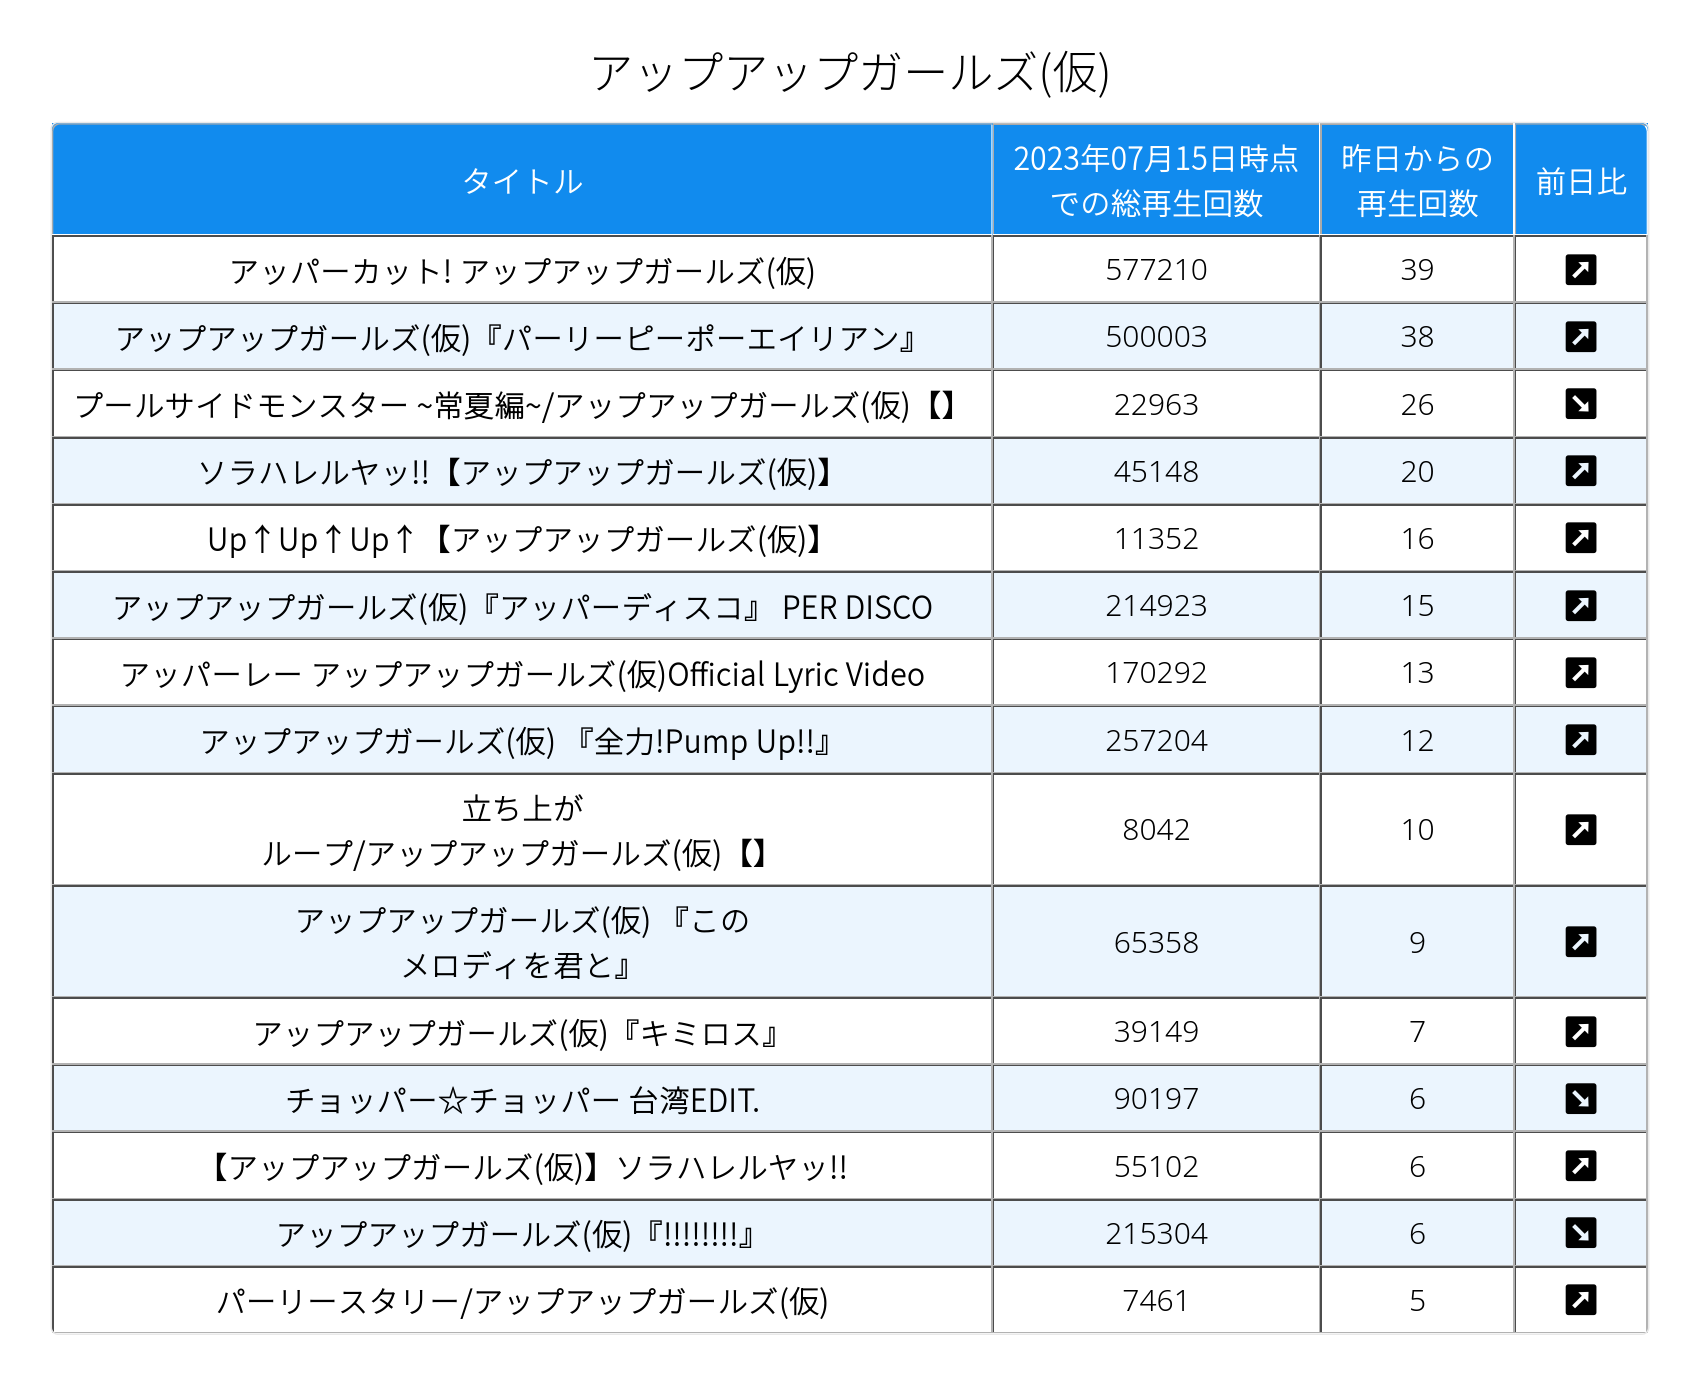 アップアップガールズ(仮)
タイトル 2023年07月15日時点 昨日からの 前日比
での総再生回数 再生回数
アッパーカット! アップアップガールズ(仮) 577210 39
アップアップガールズ(仮)『パーリーピーポーエイリアン』 500003 38
プールサイドモンスター ~常夏編~/アップアップガールズ(仮)【】 22963 26
ソラハレルヤッ!!【アップアップガールズ(仮)】 45148 20
Up↑Up↑Up↑【アップアップガールズ(仮)】 11352 16
アップアップガールズ(仮)『アッパーディスコ』 PER DISCO 214923 15
アッパーレー アップアップガールズ(仮)Official Lyric Video 170292 13
アップアップガールズ(仮) 『全力!Pump Up!!』 257204 12
立ち上が
ループ/アップアップガールズ(仮)【】 8042 10
アップアップガールズ(仮) 『この
メロディを君と』 65358 9
アップアップガールズ(仮)『キミロス』 39149 7
チョッパー☆チョッパー 台湾EDIT. 90197 6
【アップアップガールズ(仮)】ソラハレルヤッ!! 55102 6
アップアップガールズ(仮)『!!!!!!!!』 215304 6
パーリースタリー/アップアップガールズ(仮) 7461 5